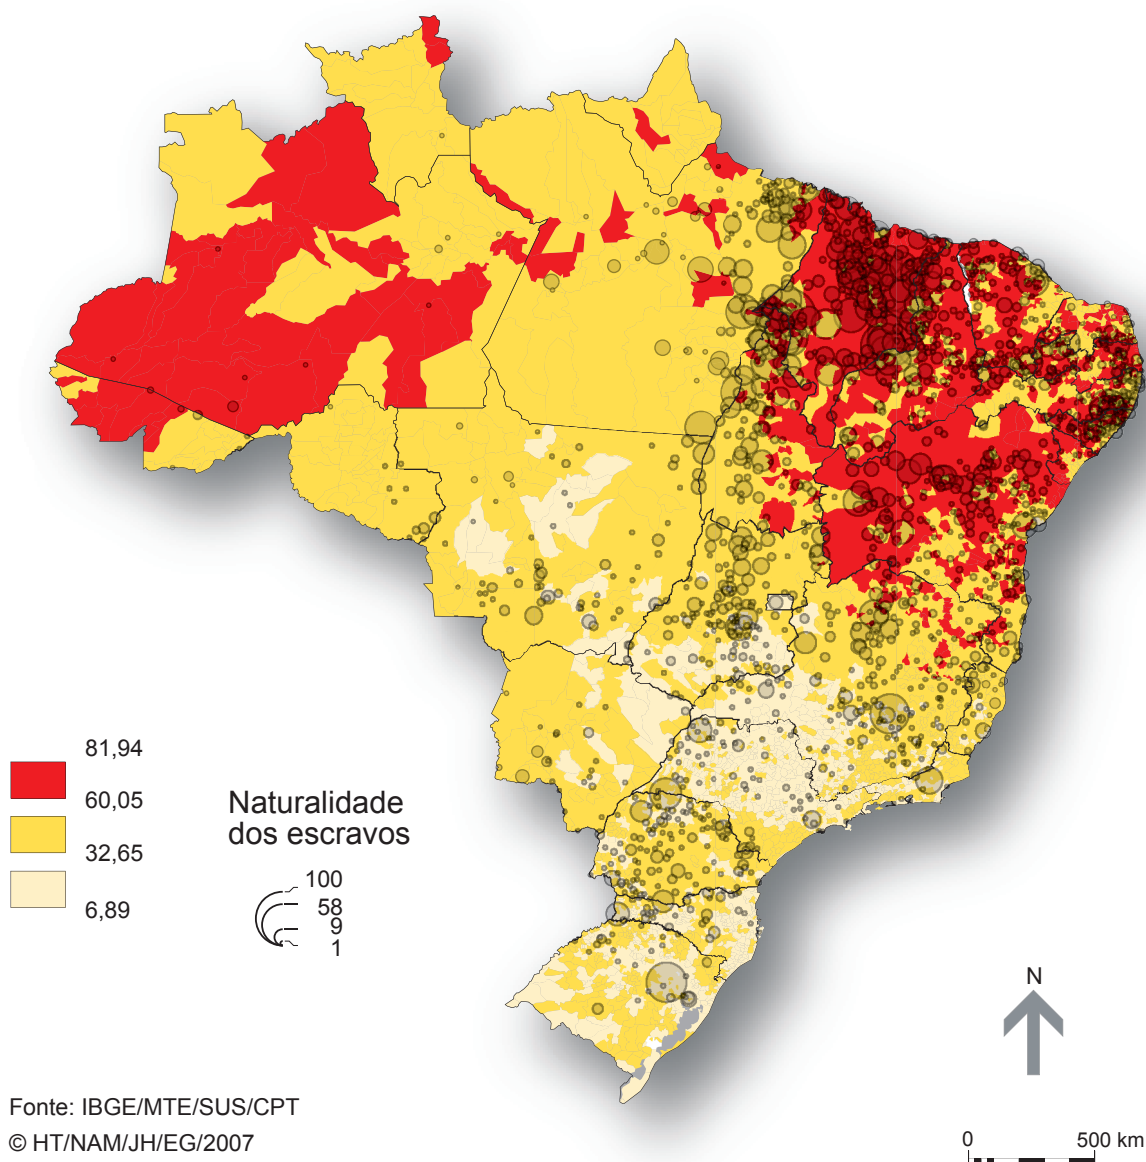 81,94
60,05
32,65
6,89
Naturalidade
dos escravos
100
58
9
1
N
Fonte: IBGE/MTE/SUS/CPT
© HT/NAM/JH/EG/2007
0 500 km